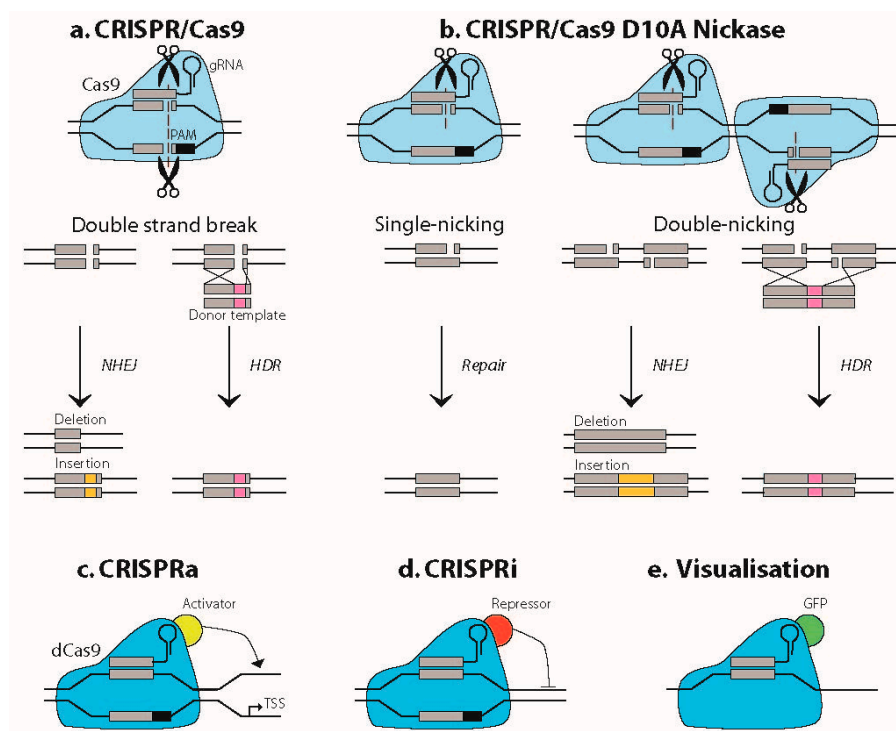 a. CRISPR/Cas9
b. CRISPR/Cas9 D10A Nickase
gRNA
Cas9
PAM
Double strand break
Single-nicking
Double-nicking
Donor template
NHEJ
HDR
Repair
NHEJ
HDR
Deletion
Insertion
Deletion
Insertion
c. CRISPRa
d. CRISPRi
e. Visualisation
Activator
Repressor
GFP
dCas9
TSS